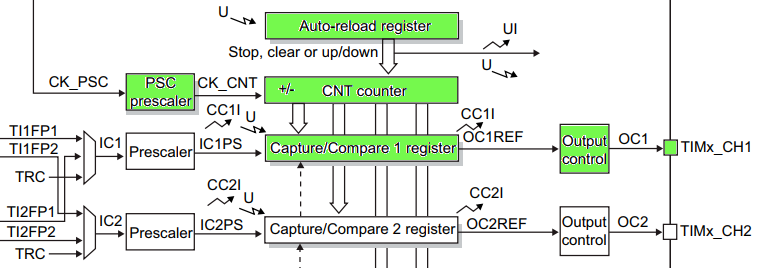 U
Auto-reload register
UI
Stop, clear or up/down
U
CK_PSC
PSC
prescaler
CK_CNT
+/-
CNT counter
CC1I
U
CC1I
TI1FP1
TI1FP2
IC1
Prescaler
IC1PS
Capture/Compare 1 register
OC1REF
Output
control
OC1
TIMx_CH1
TRC
CC2I
U
CC2I
TI2FP1
TI2FP2
IC2
Prescaler
IC2PS
Capture/Compare 2 register
OC2REF
Output
control
OC2
TIMx_CH2
TRC